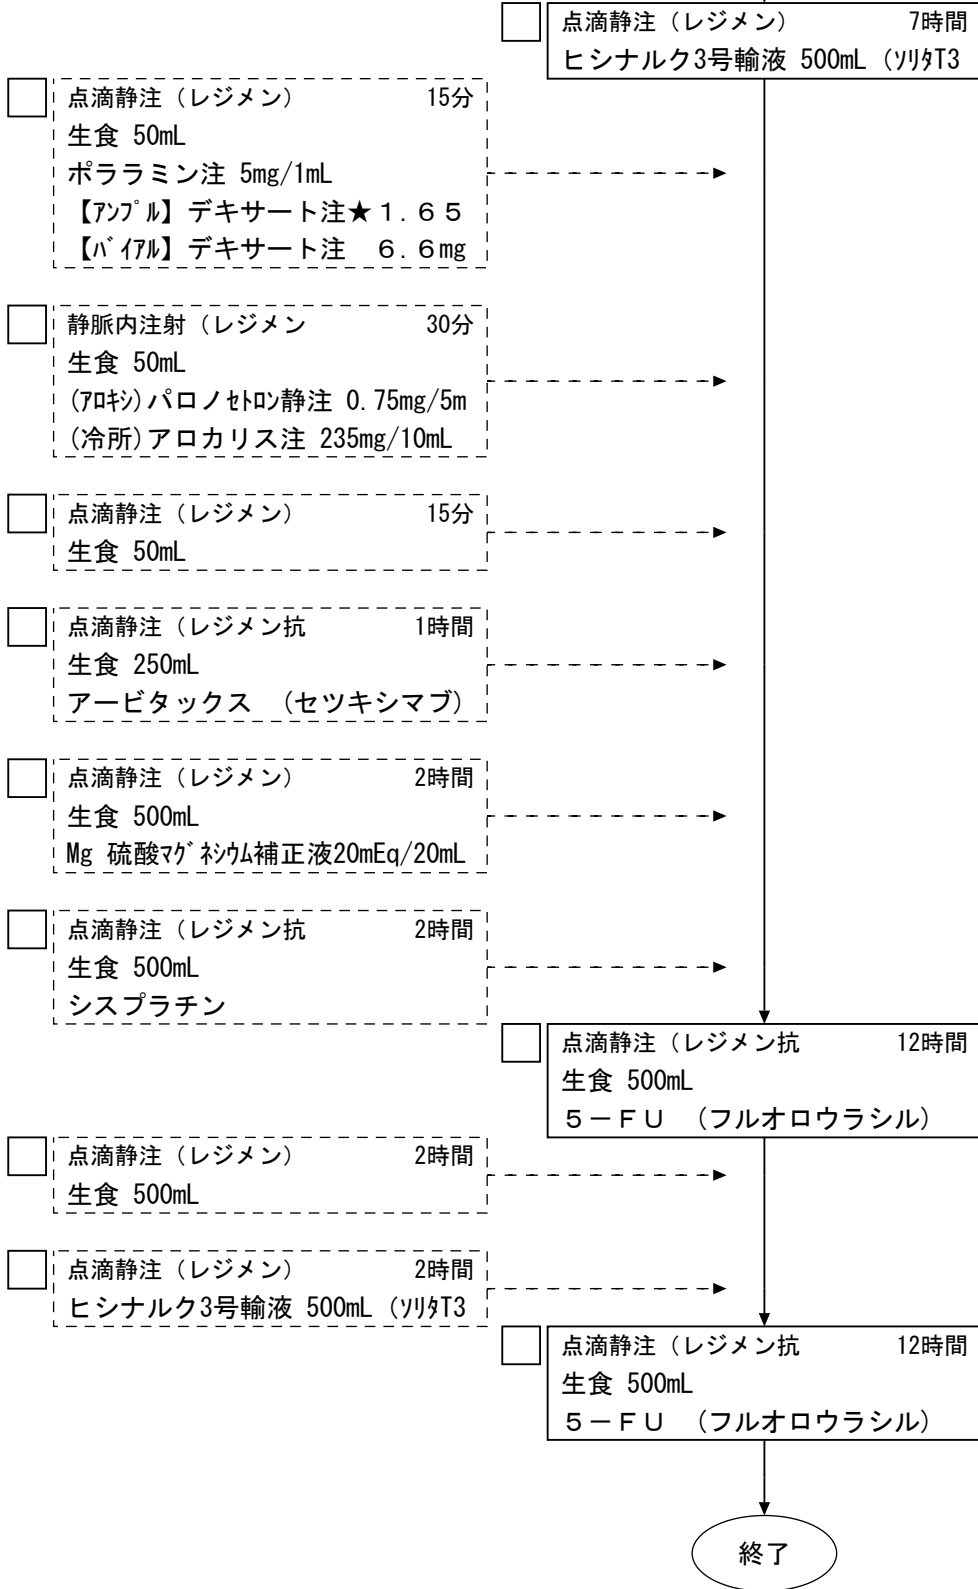 点滴静注（レジメン） 7時間
ヒシナルク3号輸液 500mL（ｿﾘﾀT3
点滴静注（レジメン） 15分
生食 50mL
ポララミン注 5mg/1mL
【ｱﾝﾌﾟﾙ】デキサート注★１.６５
【ﾊﾞｲｱﾙ】デキサート注　６.６mg
静脈内注射（レジメン 30分
生食 50mL
(ｱﾛｷｼ)パロノｾﾄﾛﾝ静注 0.75mg/5m
(冷所)アロカリス注 235mg/10mL
点滴静注（レジメン） 15分
生食 50mL
点滴静注（レジメン抗 1時間
生食 250mL
アービタックス　（セツキシマブ）
点滴静注（レジメン） 2時間
生食 500mL
Mg 硫酸ﾏｸﾞﾈｼｳﾑ補正液20mEq/20mL
点滴静注（レジメン抗 2時間
生食 500mL
シスプラチン
点滴静注（レジメン抗 12時間
生食 500mL
５－ＦＵ　（フルオロウラシル）
点滴静注（レジメン） 2時間
生食 500mL
点滴静注（レジメン） 2時間
ヒシナルク3号輸液 500mL（ｿﾘﾀT3
点滴静注（レジメン抗 12時間
生食 500mL
５－ＦＵ　（フルオロウラシル）
終了